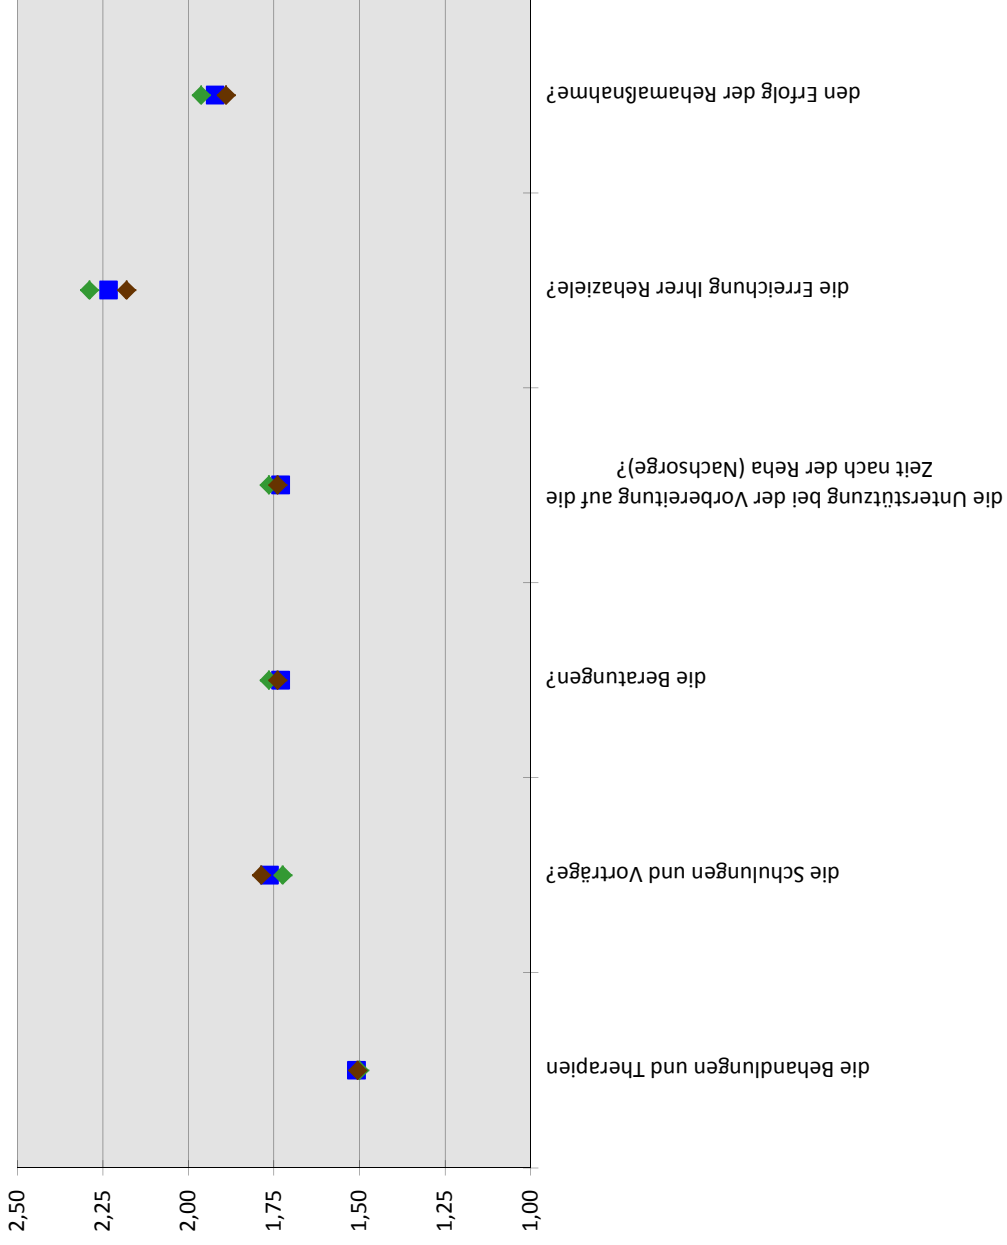 den Erfolg der Rehamaßnahme?
die Erreichung Ihrer Rehaziele?
die Unterstützung bei der Vorbereitung auf die
Zeit nach der Reha (Nachsorge)?
die Beratungen?
die Schulungen und Vorträge?
die Behandlungen und Therapien
2,50
2,25
2,00
1,75
1,50
1,25
1,00